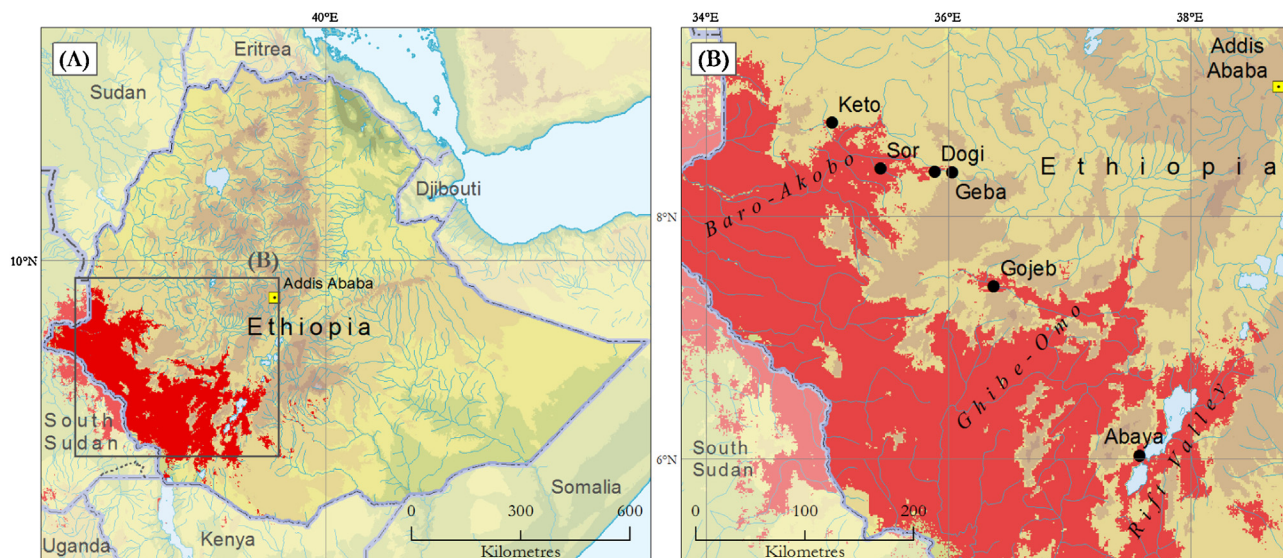 40°E
(A)
Eritrea
Sudan
Djibouti
10°N
(B)
Addis Ababa
Ethiopia
South
Sudan
Somalia
Uganda
Kenya
0 300 600
Kilometres
34°E 36°E 38°E
(B)
Addis
Ababa
Keto
Sor
Dogi
Geba
Ethiopia
Baro-Akobo
8°N
Gojeb
Ghibe-Omo
Abaya
Rift Valley
South
Sudan
6°N
0 100 200
Kilometres